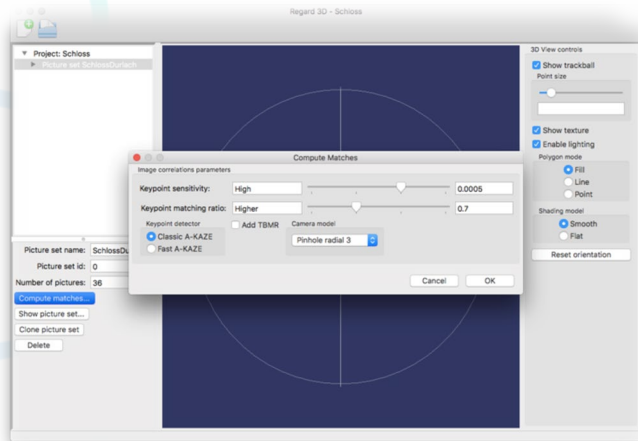 Regard 3D - Schloss
Project: Schloss
Picture set SchlossDurlach
3D View controls
Show trackball
Point size
Show texture
Enable lighting
Polygon mode
Fill
Line
Point
Shading model
Smooth
Flat
Reset orientation
Compute Matches
Image correlations parameters
Keypoint sensitivity:
High
0.0005
Keypoint matching ratio:
Higher
0.7
Keypoint detector
Classic A-KAZE
Fast A-KAZE
Add TBMR
Camera model
Pinhole radial 3
Cancel
OK
Picture set name:
SchlossDu
Picture set id:
0
Number of pictures:
36
Compute matches...
Show picture set...
Clone picture set
Delete